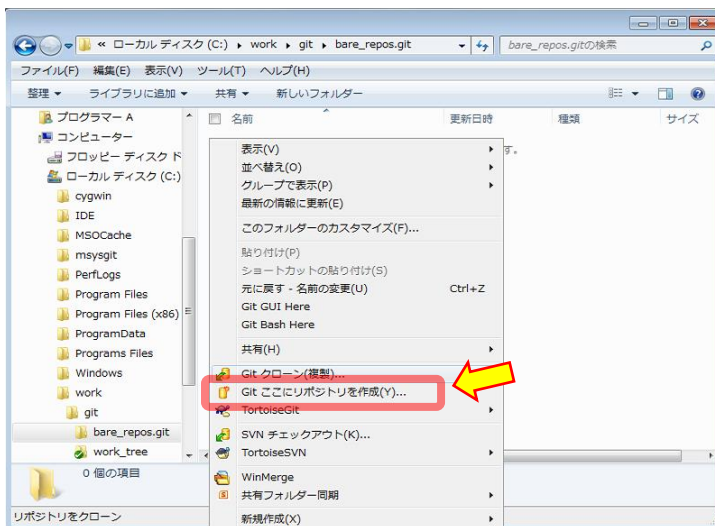 « ローカル ディスク (C:) ▸ work ▸ git ▸ bare_repos.git
bare_repos.gitの検索
ファイル(F) 編集(E) 表示(V) ツール(T) ヘルプ(H)
整理 ▼ ライブラリに追加 ▼ 共有 ▼ 新しいフォルダー
プログラマー A
コンピューター
フロッピー ディスク ド
ローカル ディスク (C:)
cygwin
IDE
MSOCache
msysgit
PerfLogs
Program Files
Program Files (x86)
ProgramData
Programs Files
Windows
work
git
bare_repos.git
work_tree
名前 更新日時 種類 サイズ
す。
表示(V)
並べ替え(O)
グループで表示(P)
最新の情報に更新(E)
このフォルダーのカスタマイズ(F)...
貼り付け(P)
ショートカットの貼り付け(S)
元に戻す - 名前の変更(U) Ctrl+Z
Git GUI Here
Git Bash Here
共有(H)
Git クローン(複製)...
Git ここにリポジトリを作成(Y)...
TortoiseGit
SVN チェックアウト(K)...
TortoiseSVN
WinMerge
共有フォルダー同期
新規作成(X)
0 個の項目
リポジトリをクローン